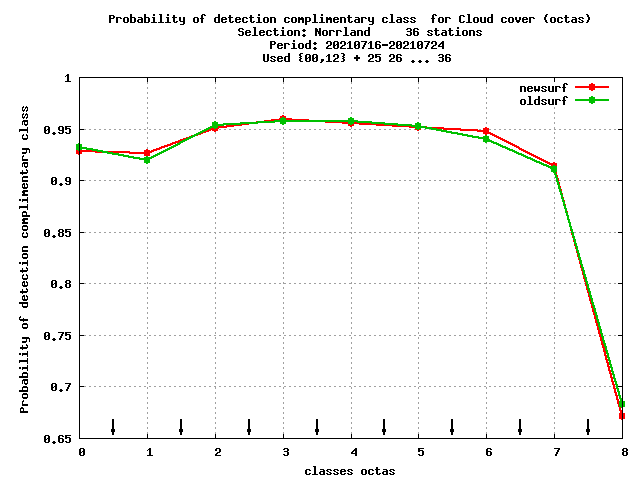 Probability of detection complimentary class  for Cloud cover (octas)
Selection: Norrland     36 stations
Period: 20210716-20210724
Used {00,12} + 25 26 ... 36
newsurf
oldsurf
Probability of detection complimentary class
1
0.95
0.9
0.85
0.8
0.75
0.7
0.65
0 1 2 3 4 5 6 7 8
classes octas